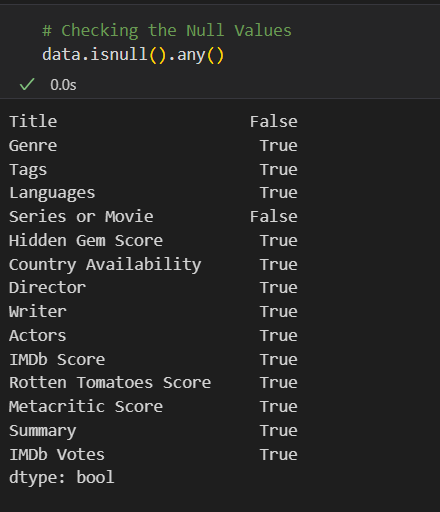 # Checking the Null Values
data.isnull().any()
0.0s
Title False
Genre True
Tags True
Languages True
Series or Movie False
Hidden Gem Score True
Country Availability True
Director True
Writer True
Actors True
IMDb Score True
Rotten Tomatoes Score True
Metacritic Score True
Summary True
IMDb Votes True
dtype: bool